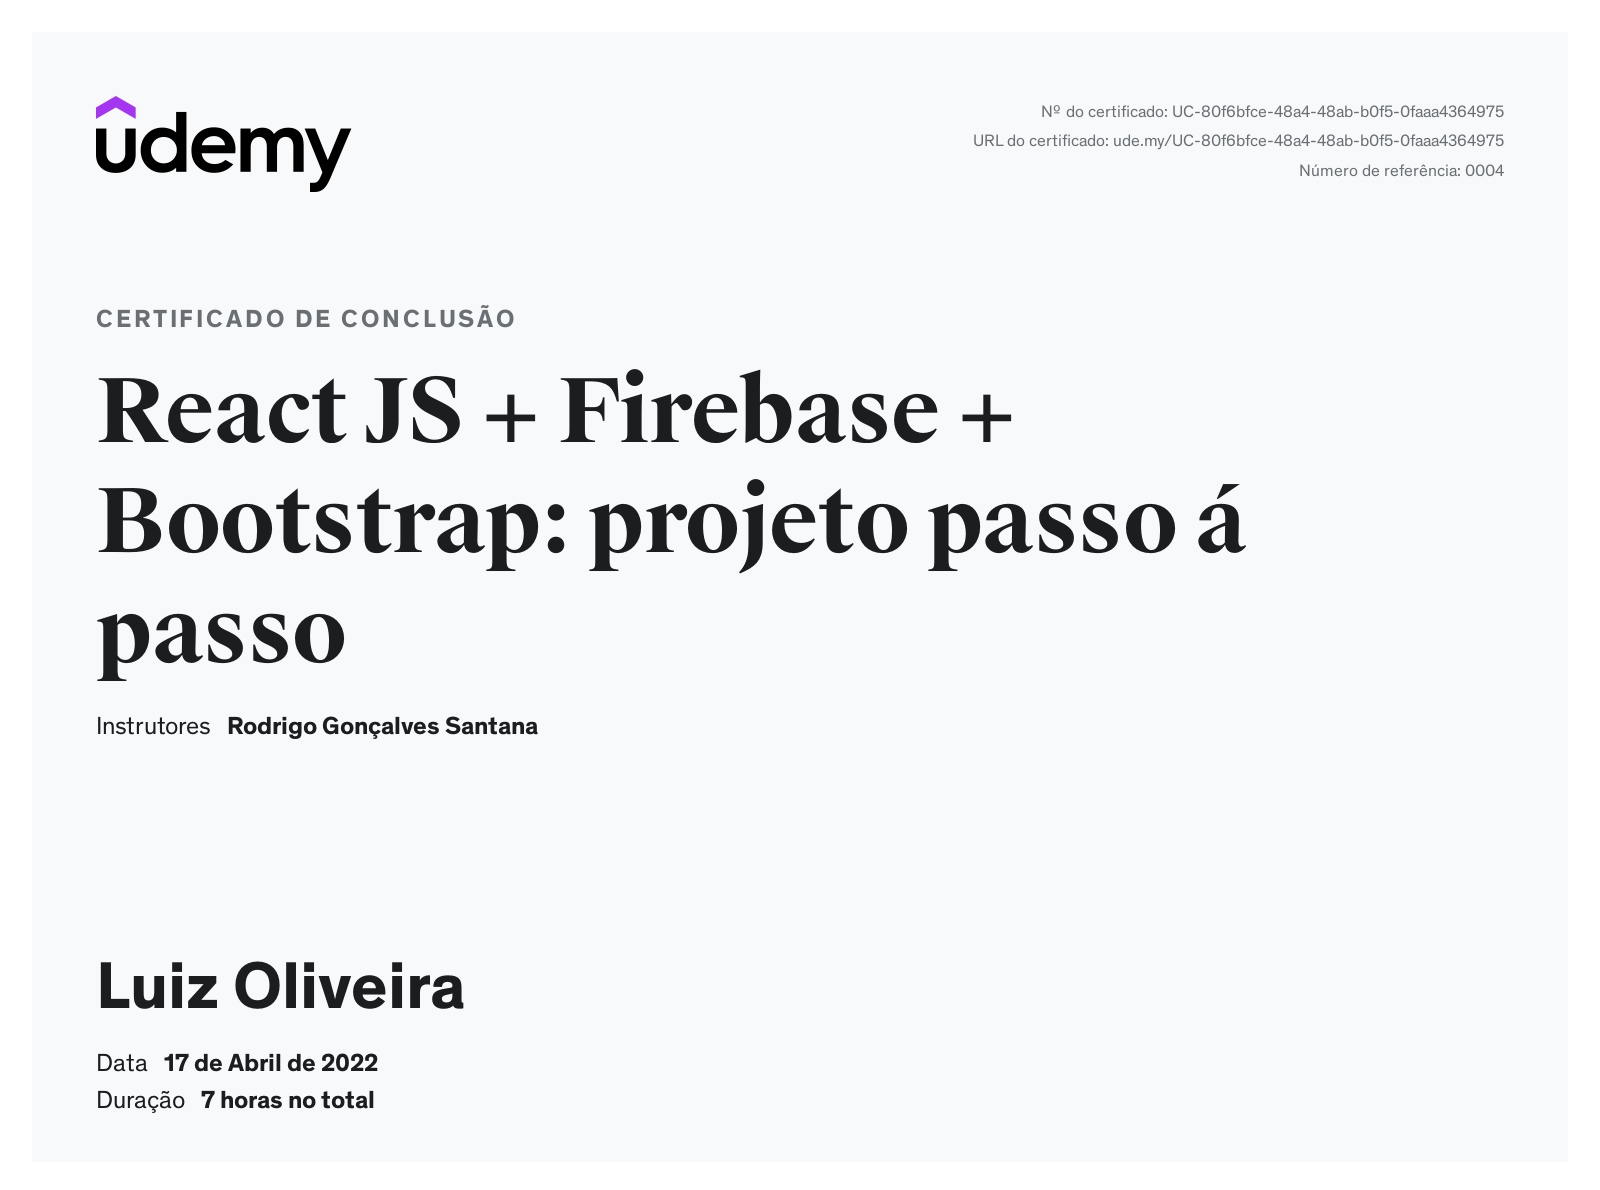 udemy
Nº do certificado: UC-80f6bfce-48a4-48ab-b0f5-0faaa4364975
URL do certificado: ude.my/UC-80f6bfce-48a4-48ab-b0f5-0faaa4364975
Número de referência: 0004
CERTIFICADO DE CONCLUSÃO
React JS + Firebase +
Bootstrap: projeto passo á
passo
Instrutores Rodrigo Gonçalves Santana
Luiz Oliveira
Data 17 de Abril de 2022
Duração 7 horas no total